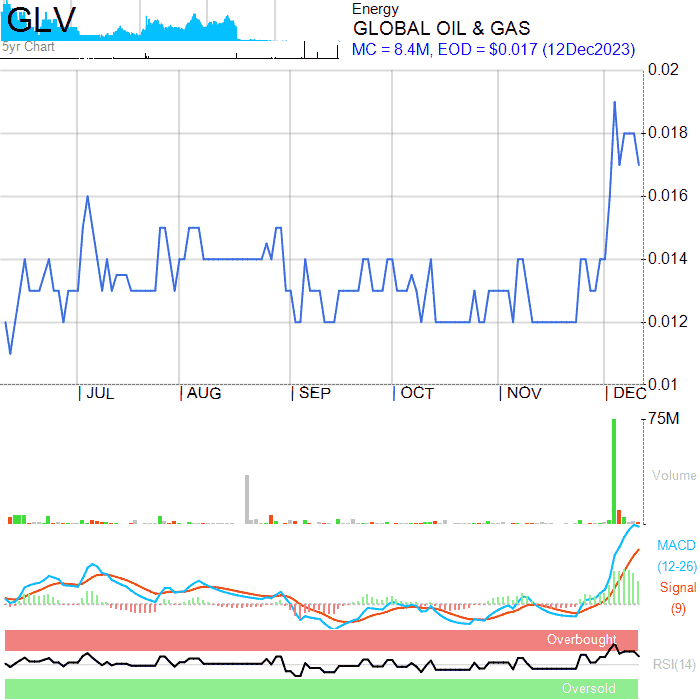 GLV
5yr Chart
Energy
GLOBAL OIL & GAS
MC = 8.4M, EOD = $0.017 (12Dec2023)
0.02
0.018
0.016
0.014
0.012
0.01
JUL AUG SEP OCT NOV DEC
75M
Volume
MACD
(12-26)
Signal
(9)
Overbought
RSI(14)
Oversold